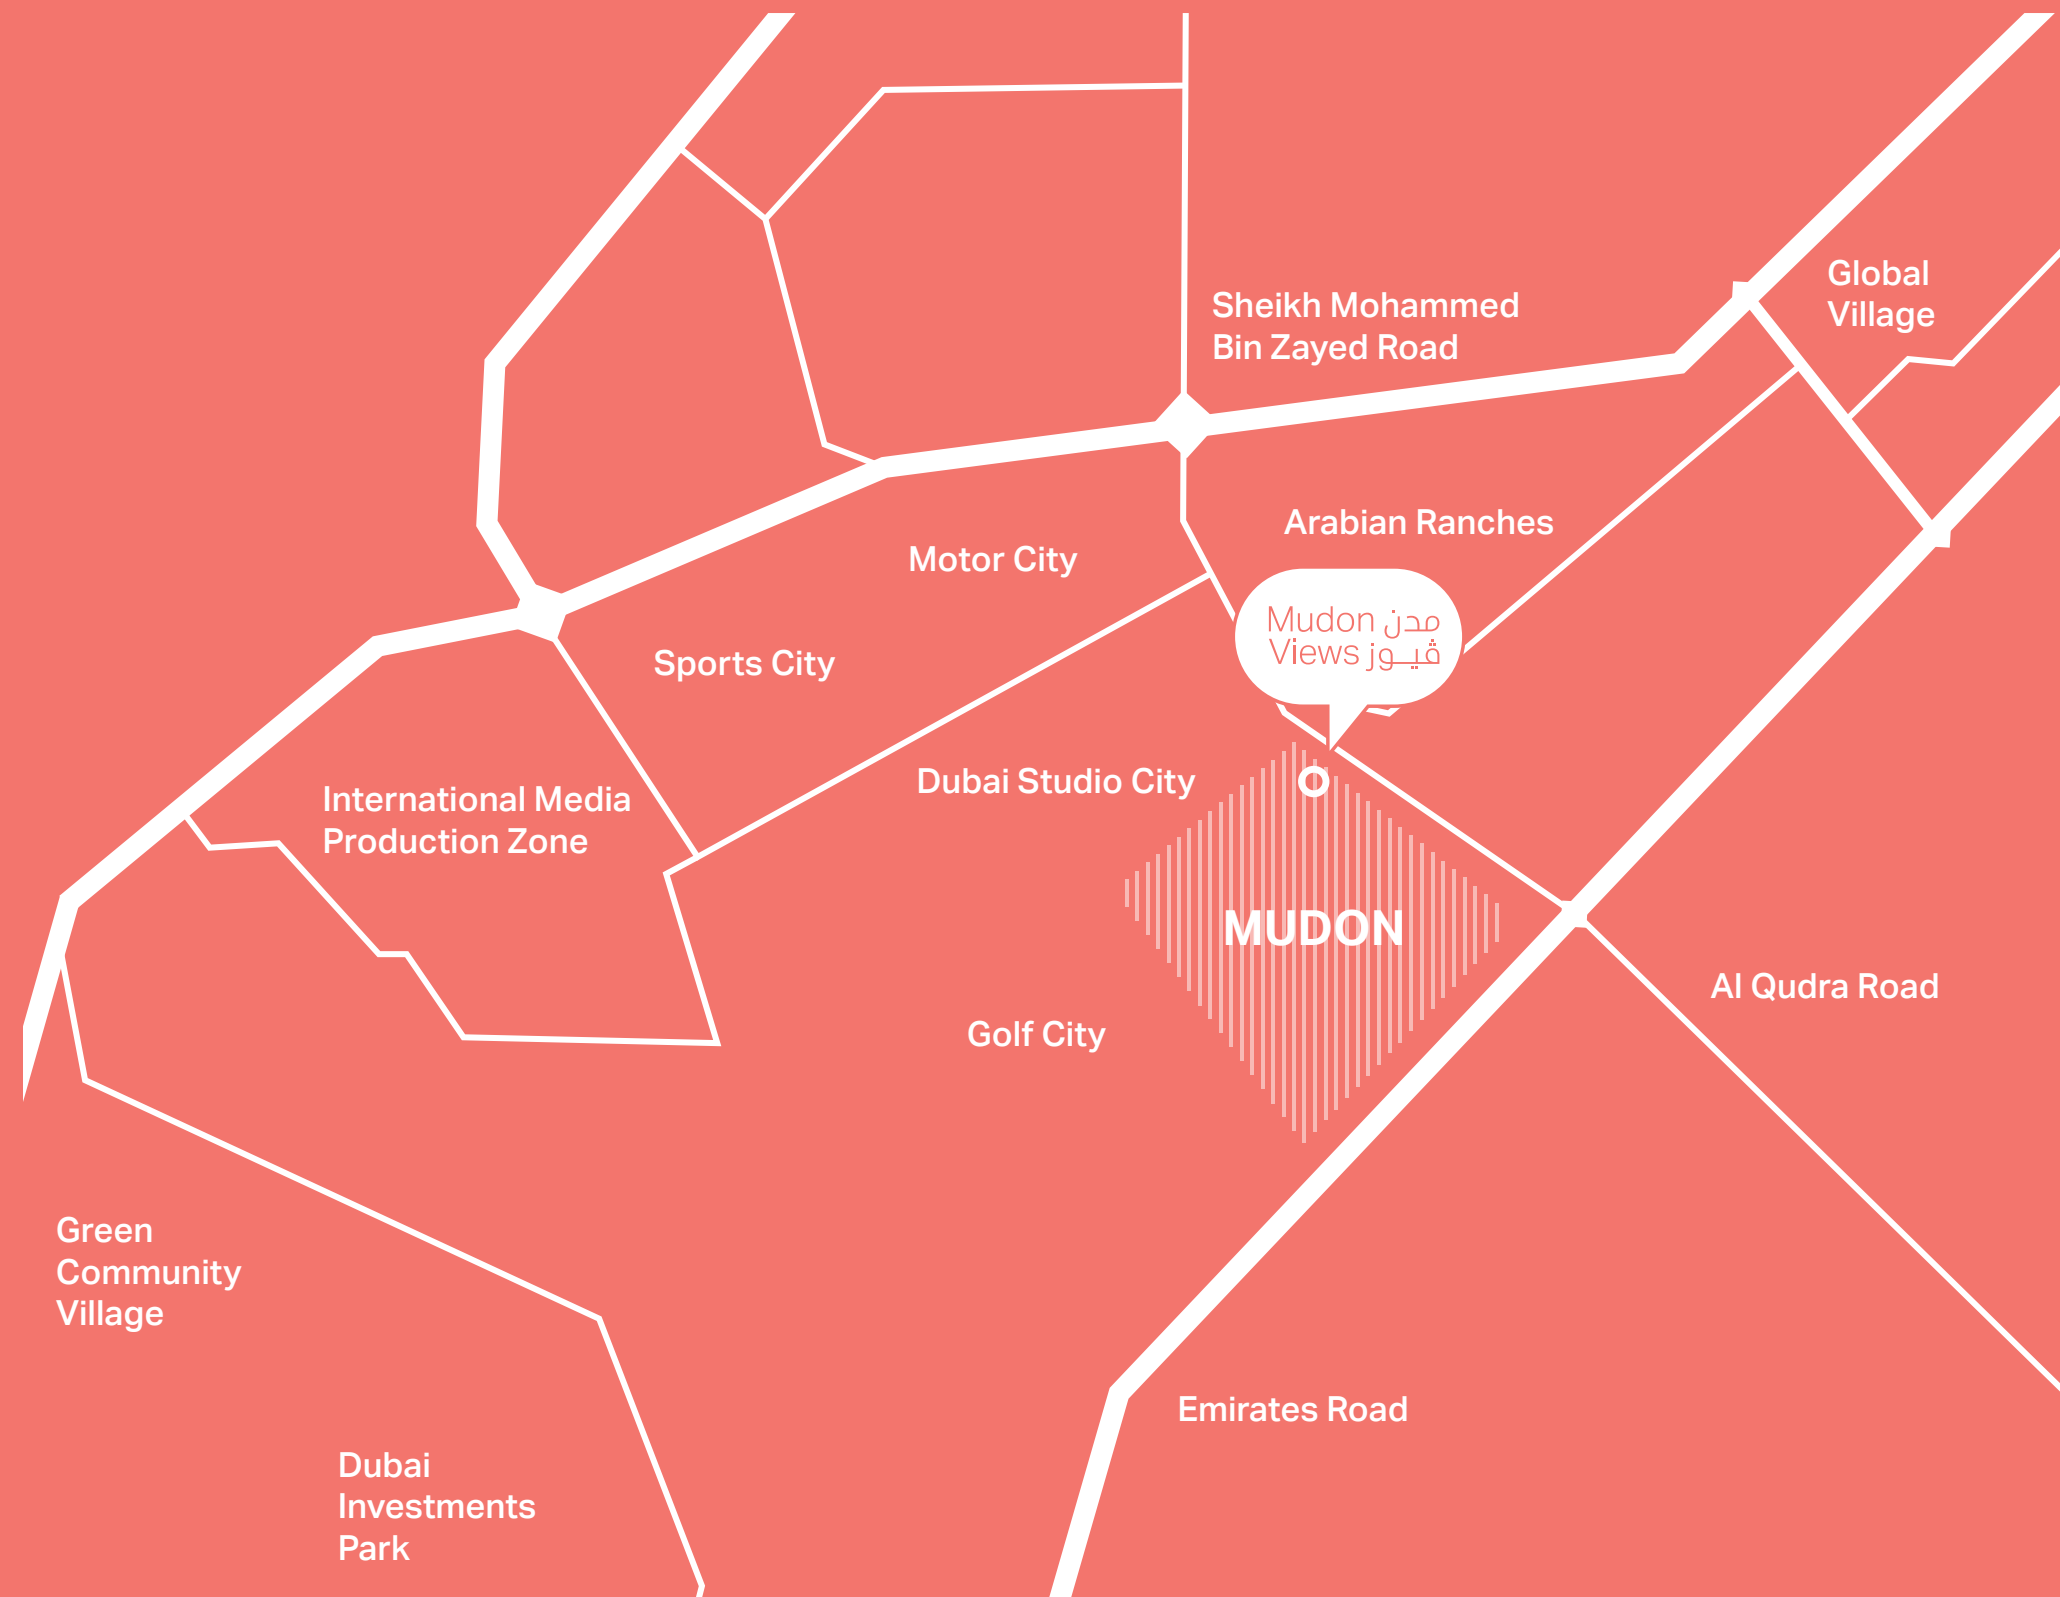 Global
Village
Sheikh Mohammed
Bin Zayed Road
Arabian Ranches
Motor City
Mudon مدن
Views ڤيـوز
Sports City
Dubai Studio City
International Media
Production Zone
MUDON
Al Qudra Road
Golf City
Green
Community
Village
Emirates Road
Dubai
Investments
Park